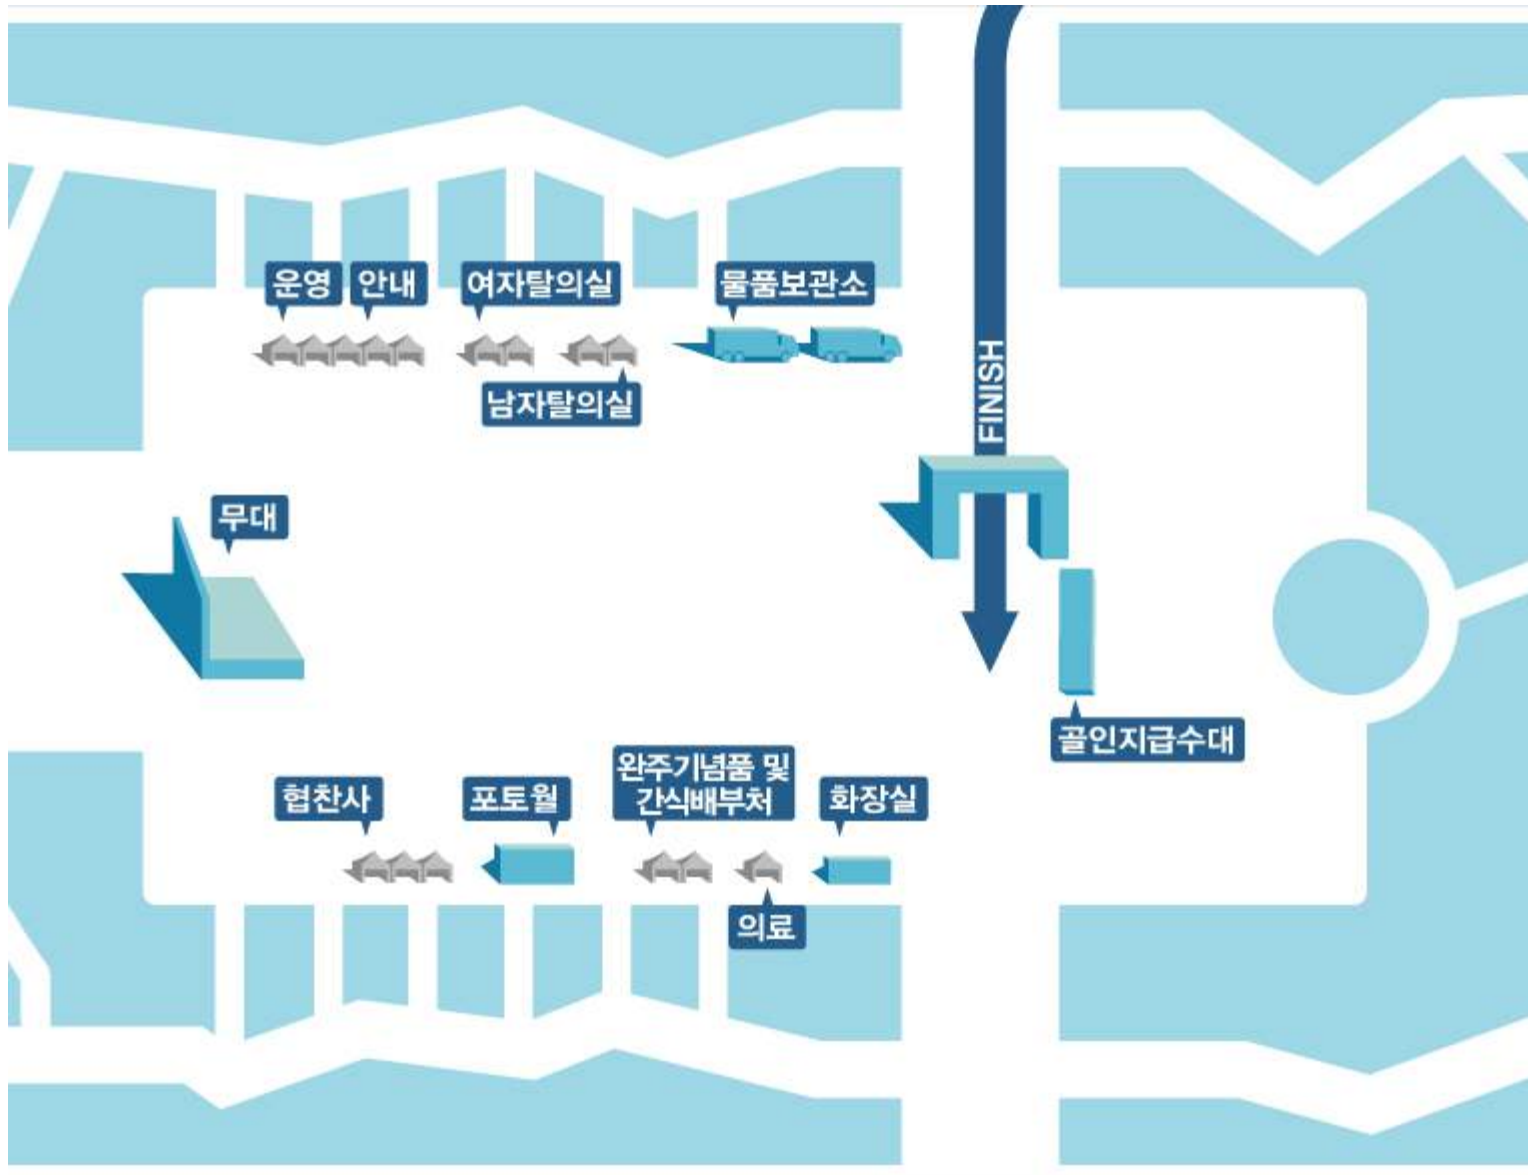 운영
안내
여자탈의실
물품보관소
남자탈의실
FINISH
무대
골인지급수대
협찬사
포토월
완주기념품 및
간식배부처
화장실
의료